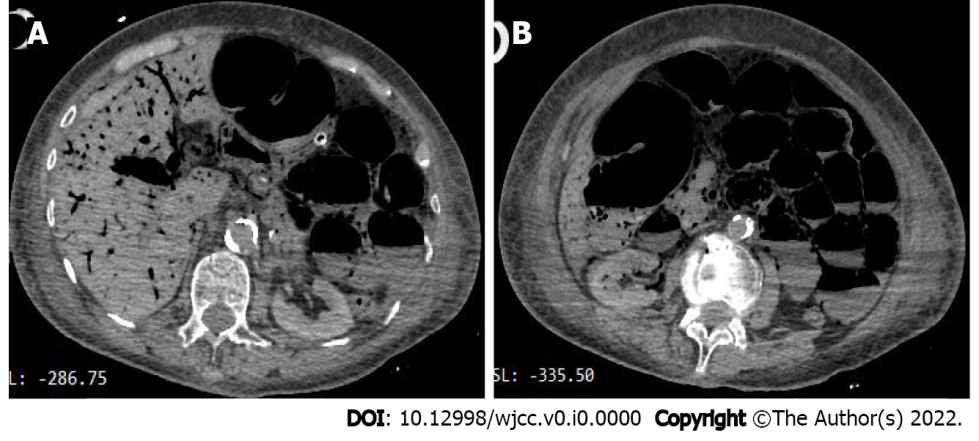 A
B
L: -286.75
SL: -335.50
DOI: 10.12998/wjcc.v0.i0.0000 Copyright ©The Author(s) 2022.